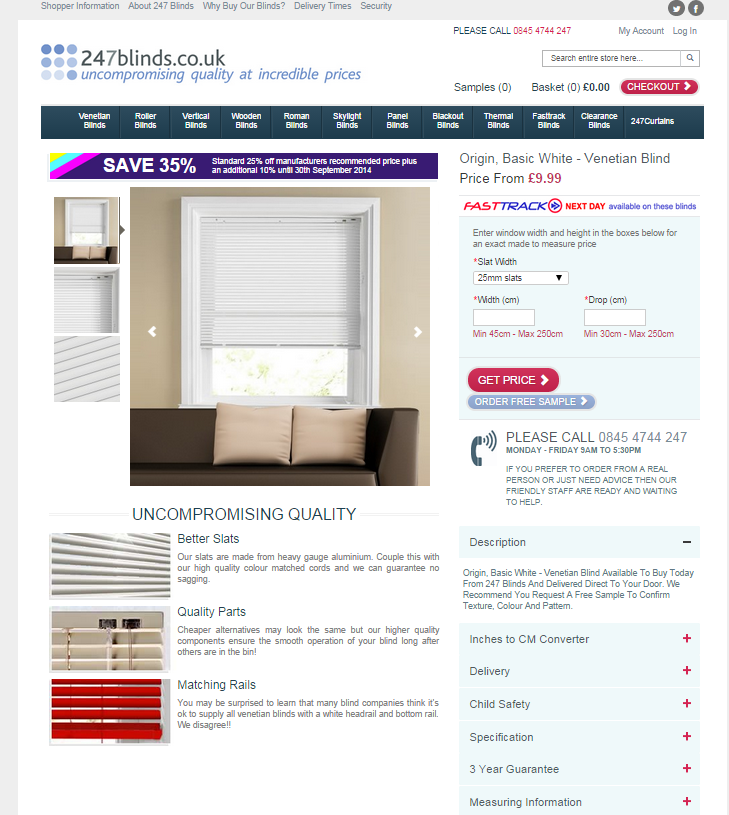 Shopper Information About 247 Blinds Why Buy Our Blinds? Delivery Times Security
PLEASE CALL 0845 4744 247 My Account Log In
247blinds.co.uk
uncompromising quality at incredible prices
Search entire store here...
Samples (0) Basket (0) £0.00 CHECKOUT
Venetian Blinds Roller Blinds Vertical Blinds Wooden Blinds Roman Blinds Skylight Blinds Panel Blinds Blackout Blinds Thermal Blinds Fasttrack Blinds Clearance Blinds 247Curtains
SAVE 35%
Standard 25% off manufacturers recommended price plus
an additional 10% until 30th September 2014
Origin, Basic White - Venetian Blind
Price From £9.99
FASTTRACK NEXT DAY available on these blinds
Enter window width and height in the boxes below for
an exact made to measure price
*Slat Width
25mm slats
*Width (cm) *Drop (cm)
Min 45cm - Max 250cm Min 30cm - Max 250cm
GET PRICE
ORDER FREE SAMPLE
PLEASE CALL 0845 4744 247
MONDAY - FRIDAY 9AM TO 5:30PM
IF YOU PREFER TO ORDER FROM A REAL
PERSON OR JUST NEED ADVICE THEN OUR
FRIENDLY STAFF ARE READY AND WAITING
TO HELP.
UNCOMPROMISING QUALITY
Better Slats
Our slats are made from heavy gauge aluminium. Couple this with
our high quality colour matched cords and we can guarantee no
sagging.
Quality Parts
Cheaper alternatives may look the same but our higher quality
components ensure the smooth operation of your blind long after
others are in the bin!
Matching Rails
You may be surprised to learn that many blind companies think it's
ok to supply all venetian blinds with a white headrail and bottom rail.
We disagree!!
Description
Origin, Basic White - Venetian Blind Available To Buy Today
From 247 Blinds And Delivered Direct To Your Door. We
Recommend You Request A Free Sample To Confirm
Texture, Colour And Pattern.
Inches to CM Converter
Delivery
Child Safety
Specification
3 Year Guarantee
Measuring Information